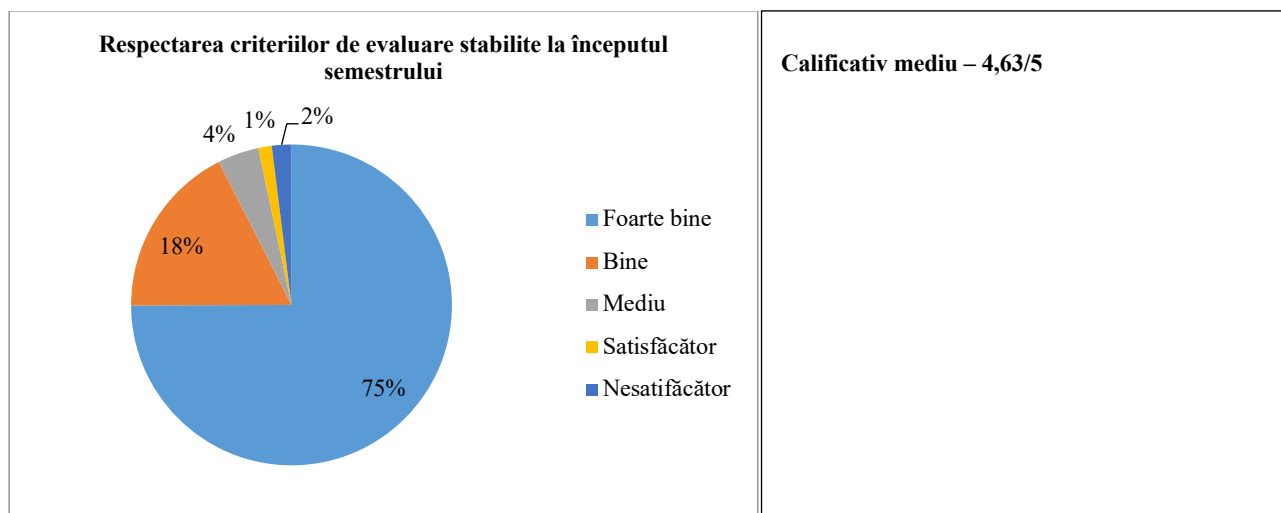 Respectarea criteriilor de evaluare stabilite la începutul
semestrului
4%
1%
2%
18%
75%
Foarte bine
Bine
Mediu
Satisfăcător
Nesatifăcător
Calificativ mediu – 4,63/5